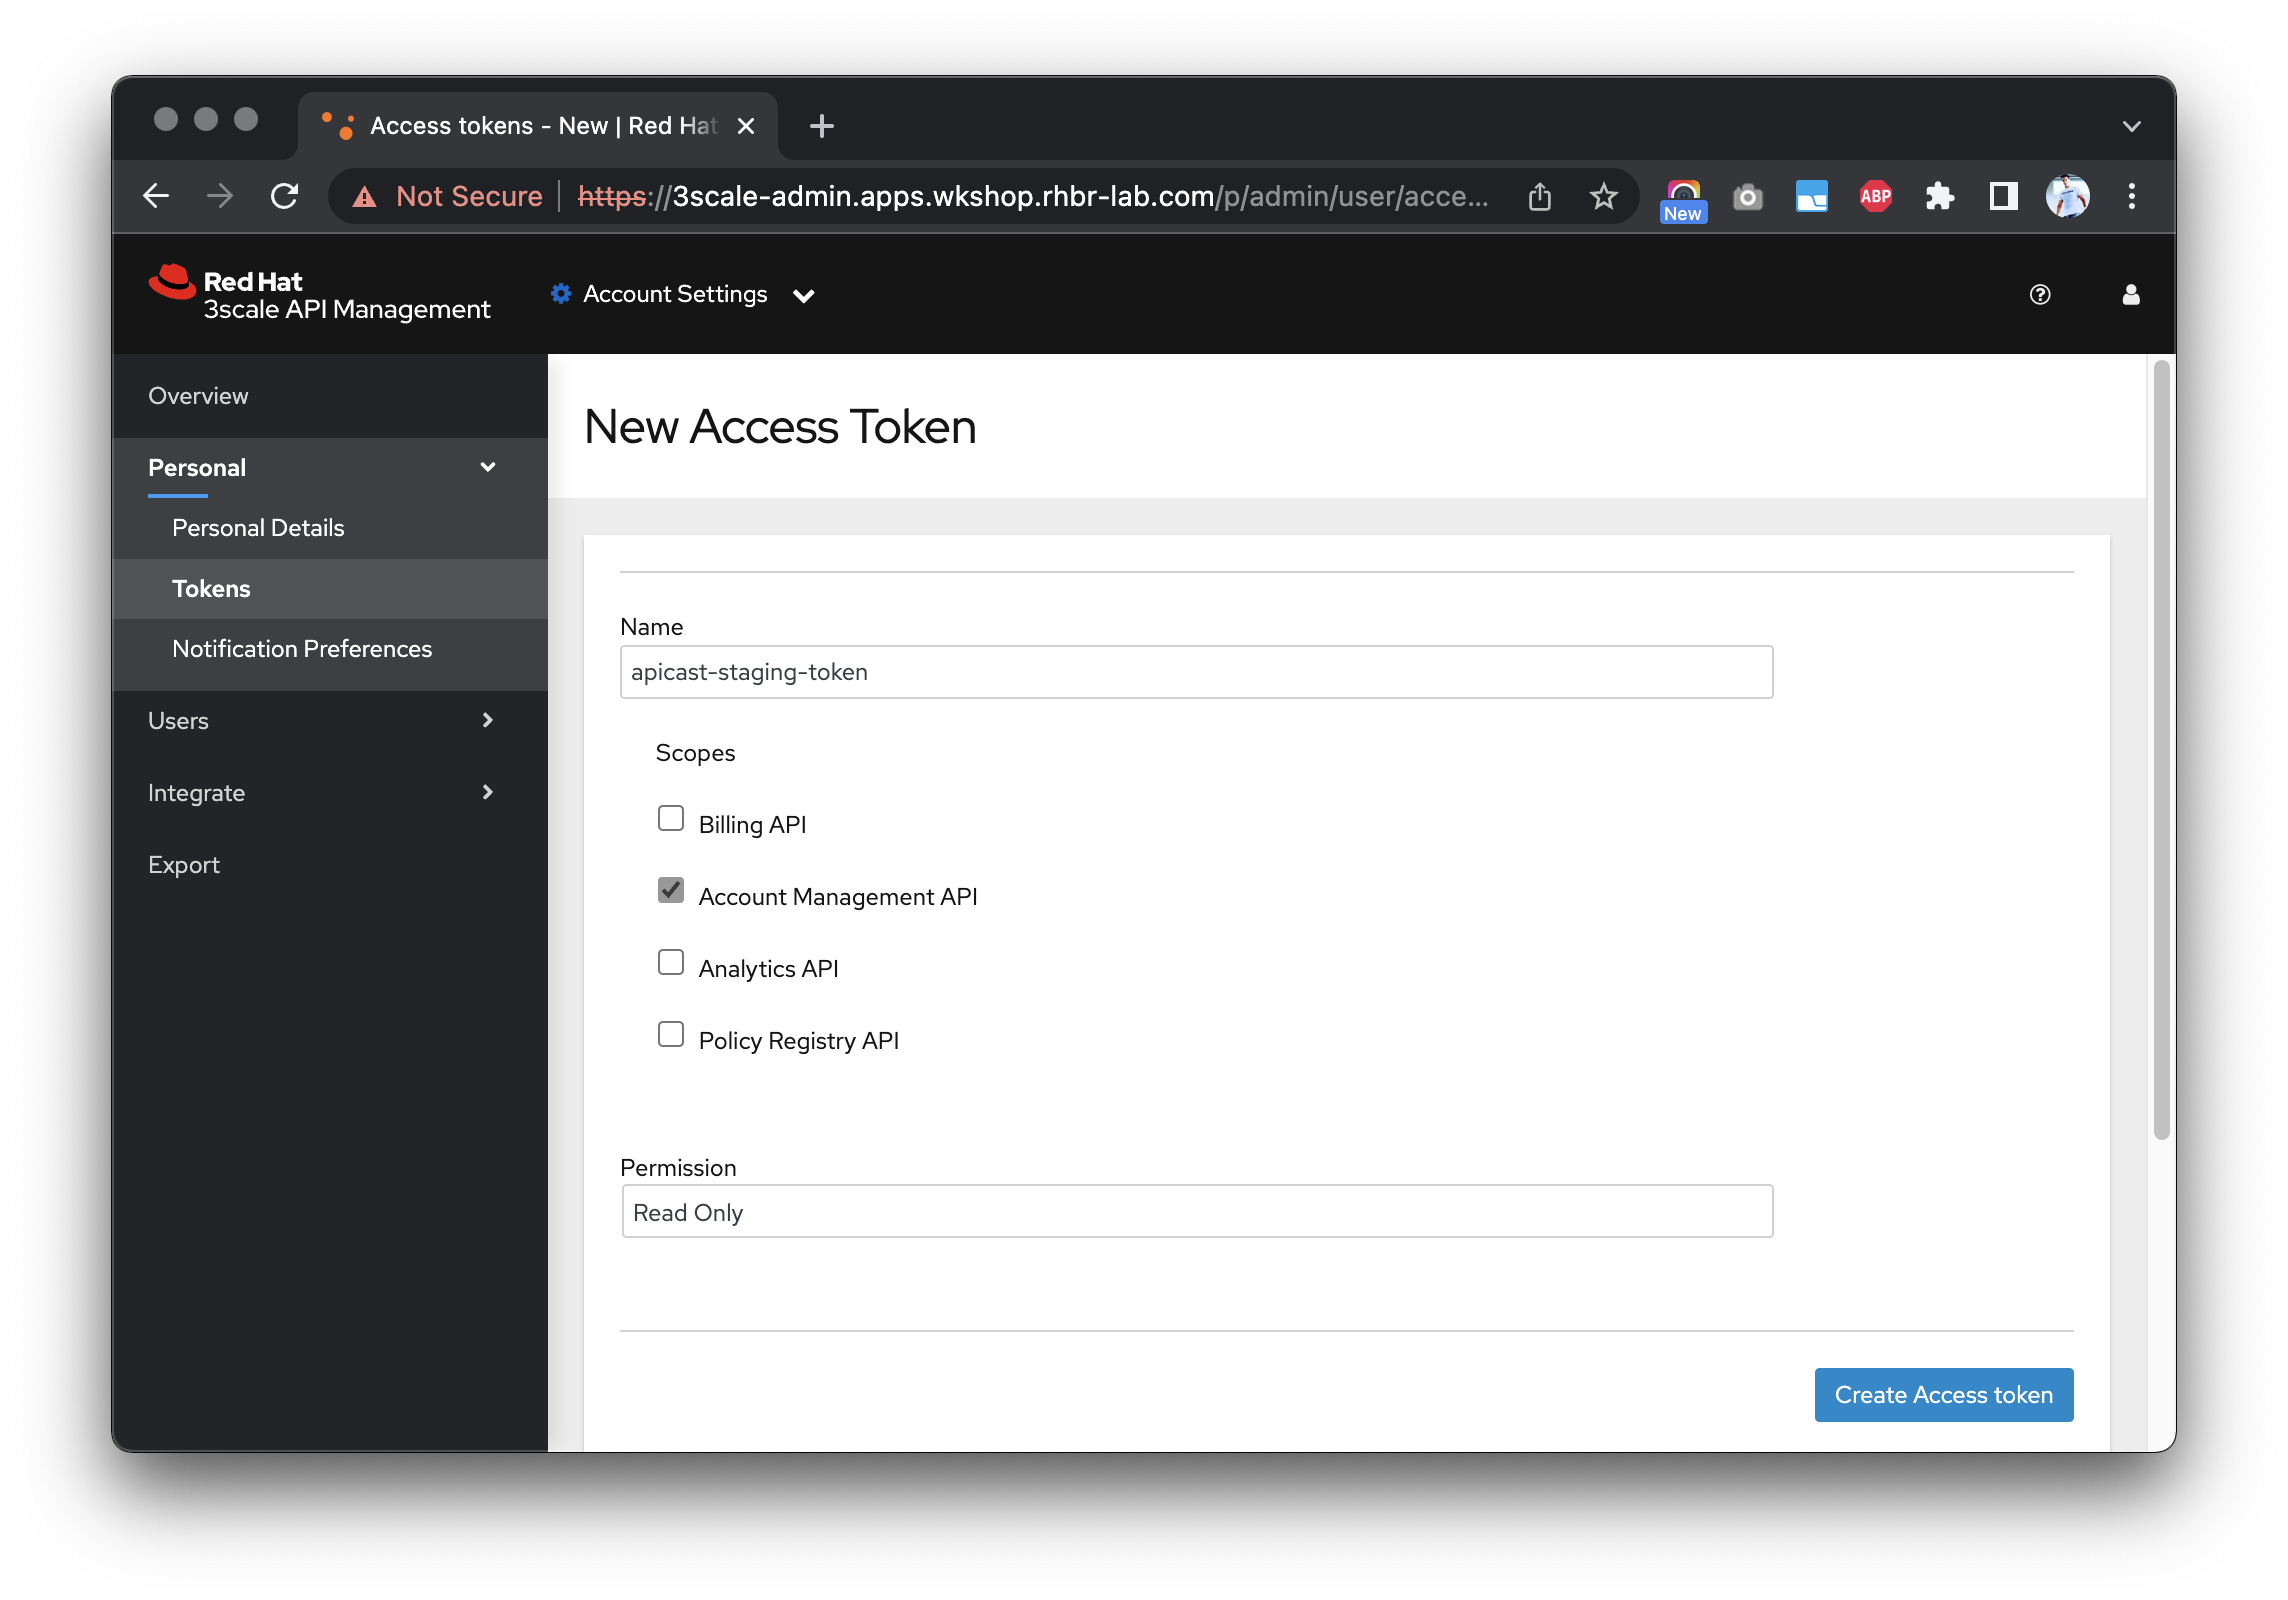 Access tokens - New | Red Hat
Not Secure
https://3scale-admin.apps.wkshop.rhbr-lab.com/p/admin/user/acce...
New
ABP
Red Hat
3scale API Management
Account Settings
Overview
Personal
Personal Details
Tokens
Notification Preferences
Users
Integrate
Export
New Access Token
Name
apicast-staging-token
Scopes
Billing API
Account Management API
Analytics API
Policy Registry API
Permission
Read Only
Create Access token